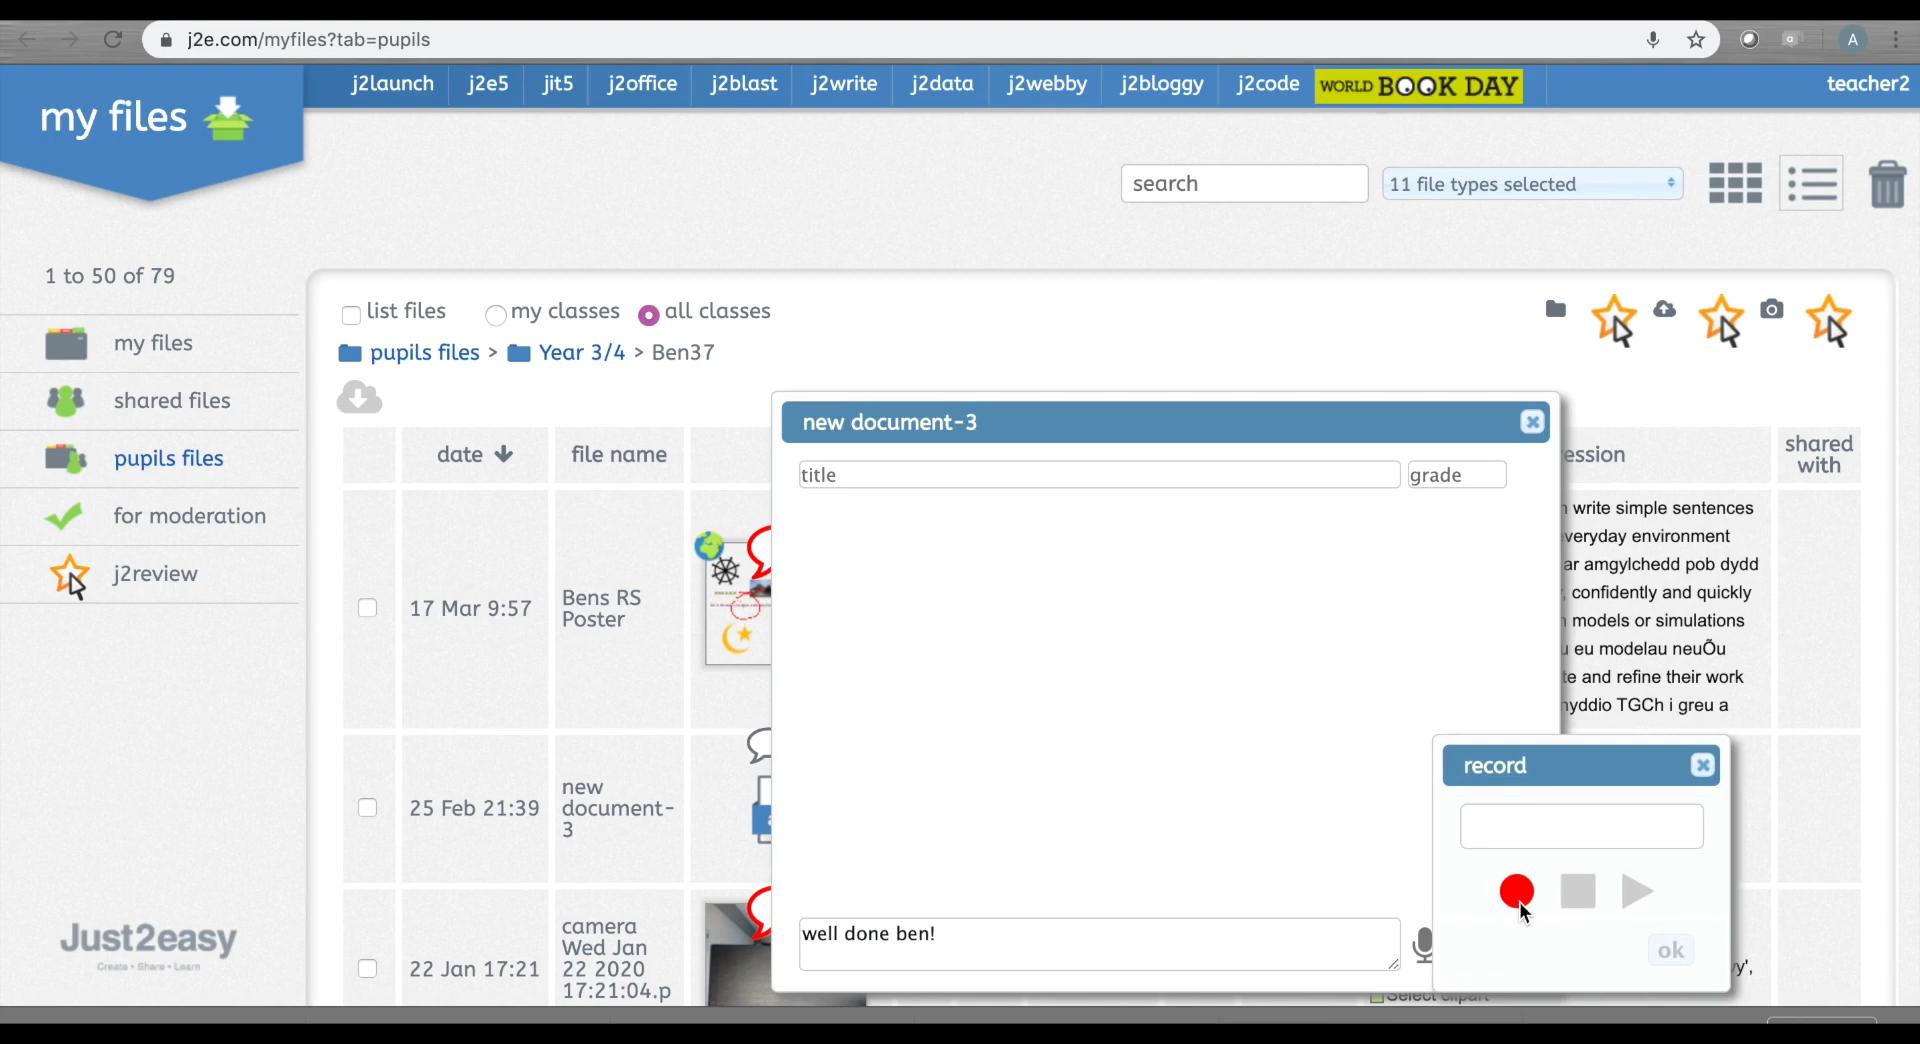 j2e.com/myfiles?tab=pupils
A
my files
j2launch
j2e5
jit5
j2office
j2blast
j2write
j2data
j2webby
j2bloggy
j2code
WORLD BOOK DAY
teacher2
search
11 file types selected
1 to 50 of 79
my files
shared files
pupils files
for moderation
j2review
list files
my classes
all classes
pupils files > Year 3/4 > Ben37
date
file name
ession
shared
with
new document-3
title
grade
17 Mar 9:57
Bens RS
Poster
write simple sentences
veryday environment
ar amgylchedd pob dydd
confidently and quickly
models or simulations
eu modelau neuÕu
te and refine their work
yddio TGCh i greu a
25 Feb 21:39
new
document-
3
22 Jan 17:21
camera
Wed Jan
22 2020
17:21:04.p
well done ben!
record
ok
y',
Select clipart
Just2easy
Create • Share • Learn